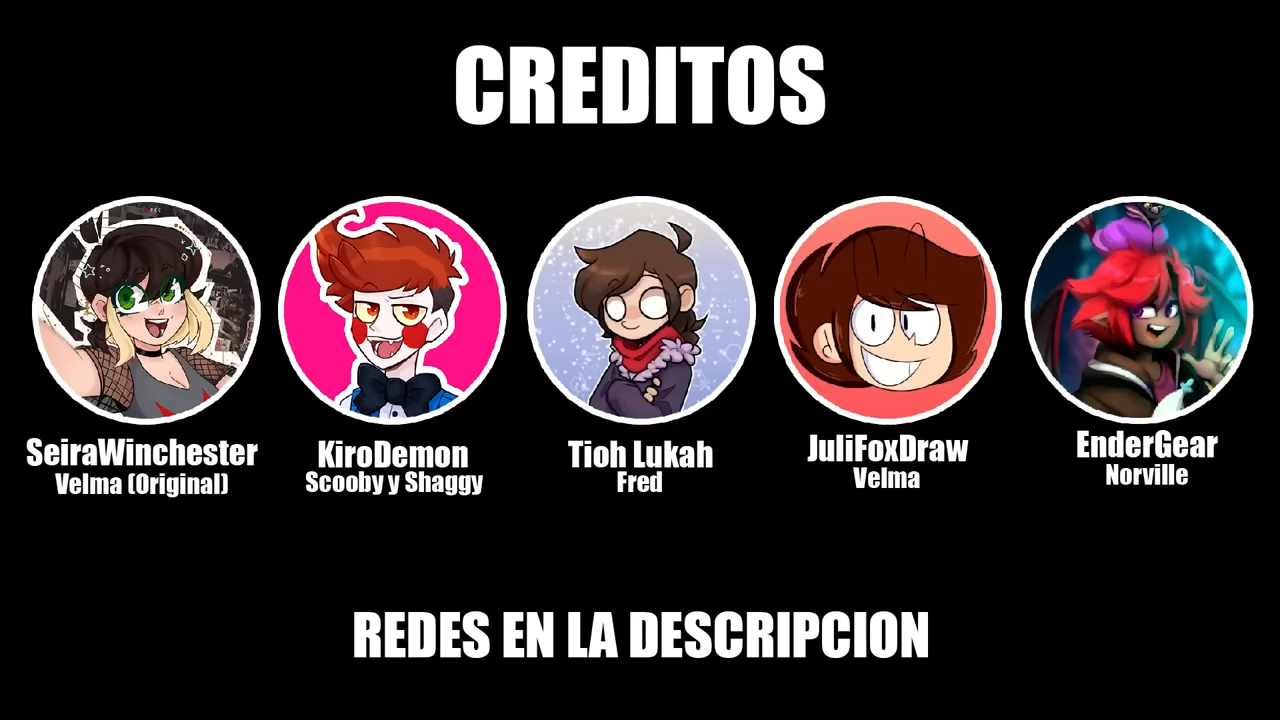 CREDITOS
SeiraWinchester
Velma (Original)
KiroDemon
Scooby y Shaggy
Tioh Lukah
Fred
JuliFoxDraw
Velma
EnderGear
Norville
REDES EN LA DESCRIPCION